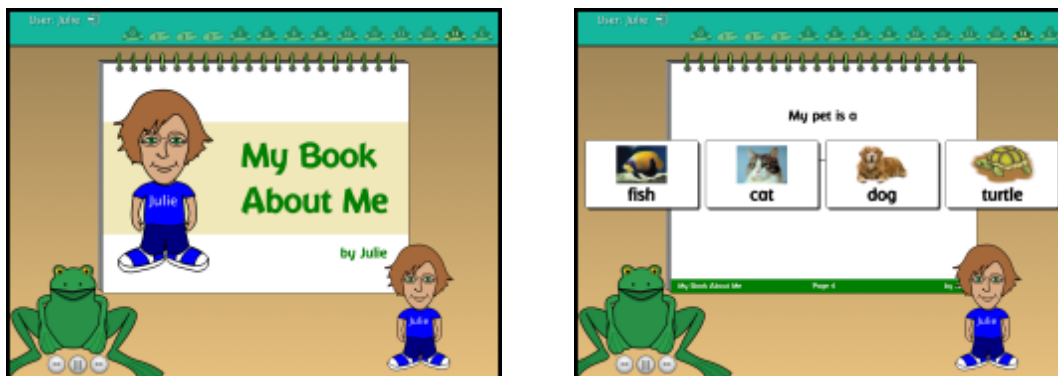 User: Julie
My Book
About Me
Julie
by Julie
Julie
User: Julie
My pet is a
fish
cat
dog
turtle
My Book About Me
Page 4
by
Julie